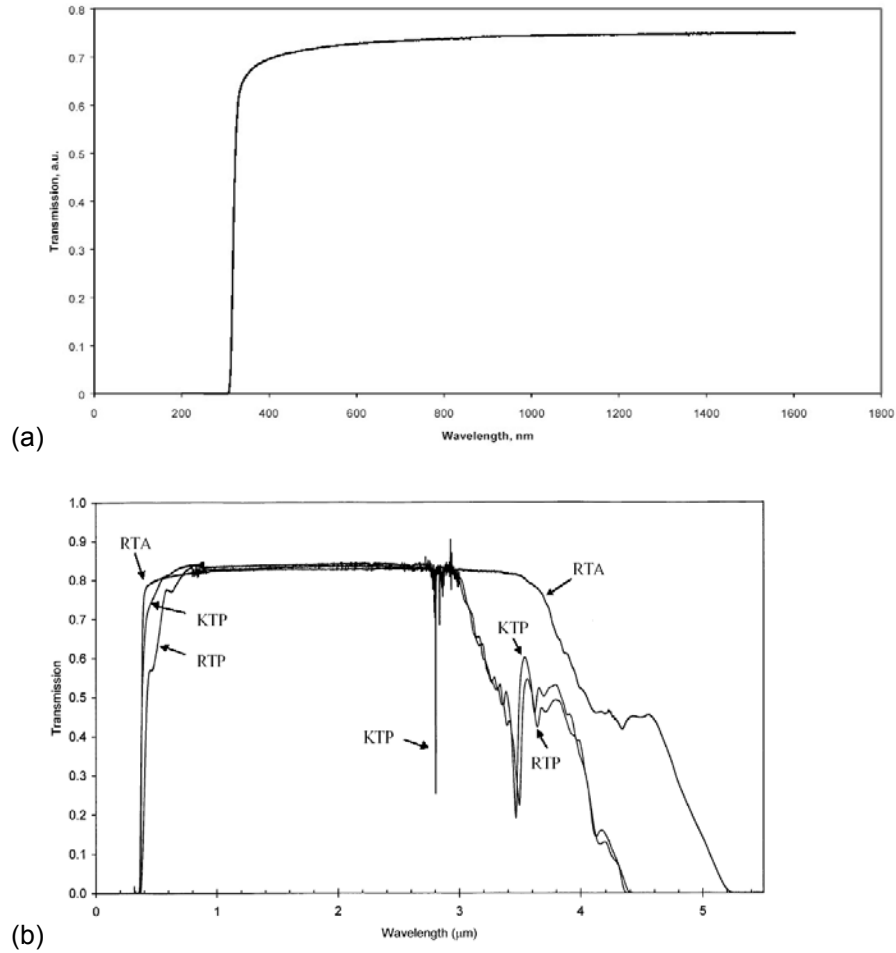 0.8
0.7
0.6
0.5
0.4
0.3
0.2
0.1
0
Transmission, a.u.
0 200 400 600 800 1000 1200 1400 1600 1800
Wavelength, nm
(a)
1.0
0.9
0.8
0.7
0.6
0.5
0.4
0.3
0.2
0.1
0.0
Transmission
RTA
KTP
RTP
KTP
RTA
KTP
RTP
0 1 2 3 4 5
Wavelength (μm)
(b)